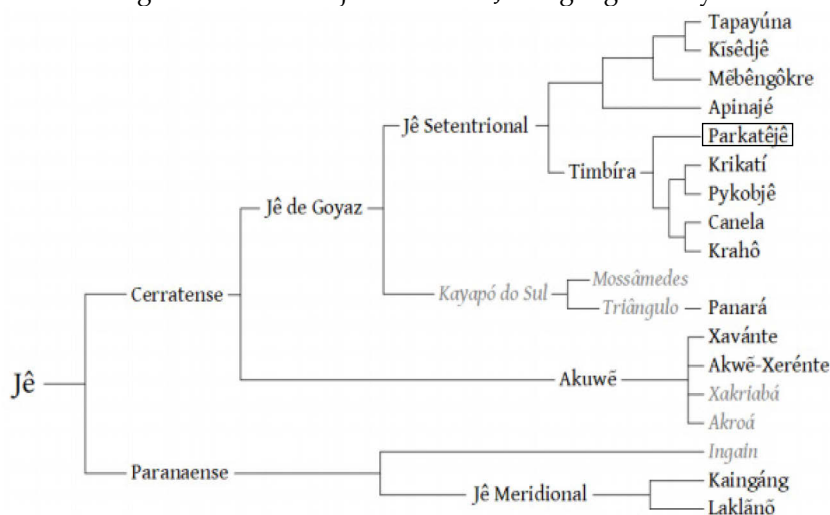 Tapayúna
Kĩsêdjê
Mẽbêngôkre
Apinajé
Jê Setentrional
Parkatêjê
Timbíra
Krikatí
Pykobjê
Jê de Goyaz
Canela
Krahô
Mossâmedes
Cerratense
Kayapó do Sul
Triângulo
Panará
Xavánte
Jê
Akuwẽ
Akwẽ-Xerénte
Xakriabá
Akroá
Ingain
Paranaense
Kaingáng
Jê Meridional
Laklãnõ